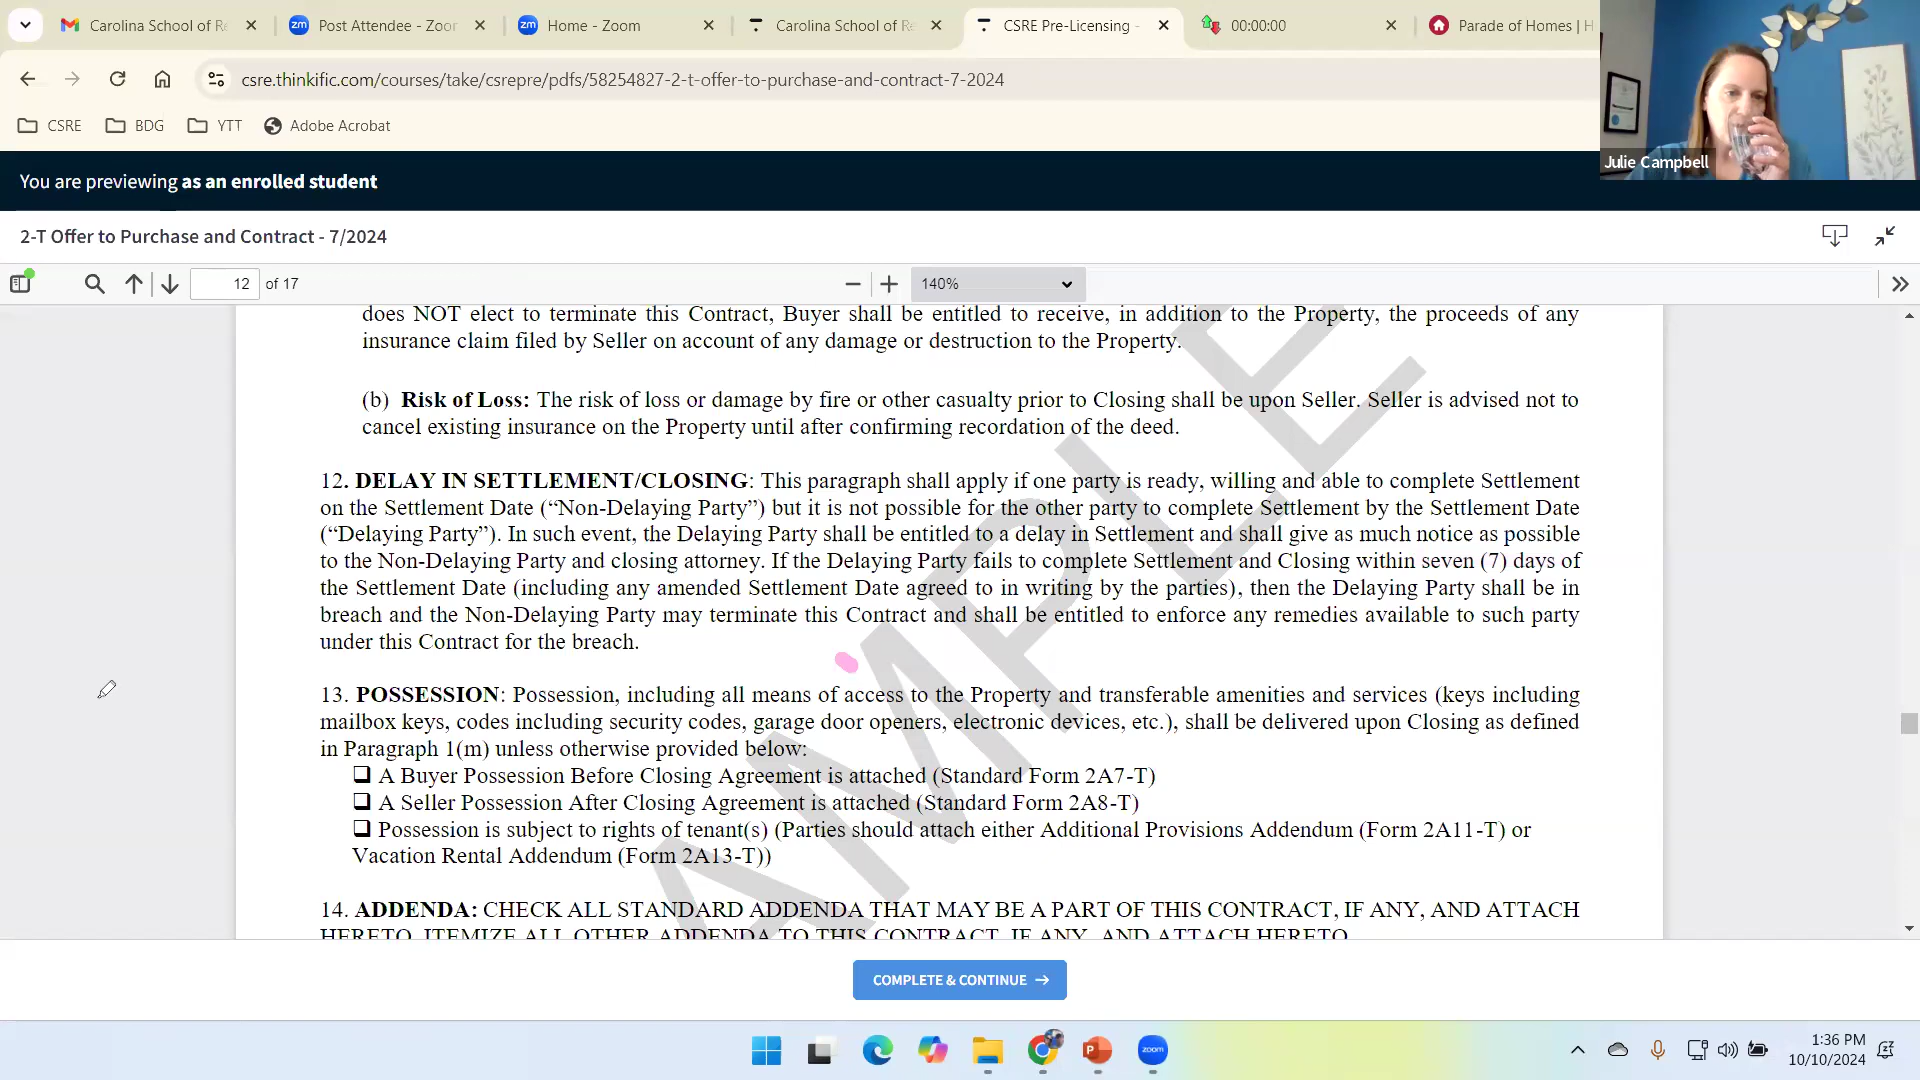 Carolina School of Re
Post Attendee - Zoom
Home - Zoom
Carolina School of Re
CSRE Pre-Licensing -
00:00:00
Parade of Homes | H
csre.thinkific.com/courses/take/csrepre/pdfs/58254827-2-t-offer-to-purchase-and-contract-7-2024
CSRE
BDG
YTT
Adobe Acrobat
Julie Campbell
You are previewing as an enrolled student
2-T Offer to Purchase and Contract - 7/2024
12 of 17
140%
does NOT elect to terminate this Contract, Buyer shall be entitled to receive, in addition to the Property, the proceeds of any
insurance claim filed by Seller on account of any damage or destruction to the Property.
(b) Risk of Loss: The risk of loss or damage by fire or other casualty prior to Closing shall be upon Seller. Seller is advised not to
cancel existing insurance on the Property until after confirming recordation of the deed.
12. DELAY IN SETTLEMENT/CLOSING: This paragraph shall apply if one party is ready, willing and able to complete Settlement
on the Settlement Date (“Non-Delaying Party”) but it is not possible for the other party to complete Settlement by the Settlement Date
(“Delaying Party”). In such event, the Delaying Party shall be entitled to a delay in Settlement and shall give as much notice as possible
to the Non-Delaying Party and closing attorney. If the Delaying Party fails to complete Settlement and Closing within seven (7) days of
the Settlement Date (including any amended Settlement Date agreed to in writing by the parties), then the Delaying Party shall be in
breach and the Non-Delaying Party may terminate this Contract and shall be entitled to enforce any remedies available to such party
under this Contract for the breach.
13. POSSESSION: Possession, including all means of access to the Property and transferable amenities and services (keys including
mailbox keys, codes including security codes, garage door openers, electronic devices, etc.), shall be delivered upon Closing as defined
in Paragraph 1(m) unless otherwise provided below:
❑ A Buyer Possession Before Closing Agreement is attached (Standard Form 2A7-T)
❑ A Seller Possession After Closing Agreement is attached (Standard Form 2A8-T)
❑ Possession is subject to rights of tenant(s) (Parties should attach either Additional Provisions Addendum (Form 2A11-T) or
Vacation Rental Addendum (Form 2A13-T))
14. ADDENDA: CHECK ALL STANDARD ADDENDA THAT MAY BE A PART OF THIS CONTRACT, IF ANY, AND ATTACH
HERETO. ITEMIZE ALL OTHER ADDENDA TO THIS CONTRACT, IF ANY, AND ATTACH HERETO.
AMPLE
COMPLETE & CONTINUE →
zoom
1:36 PM
10/10/2024